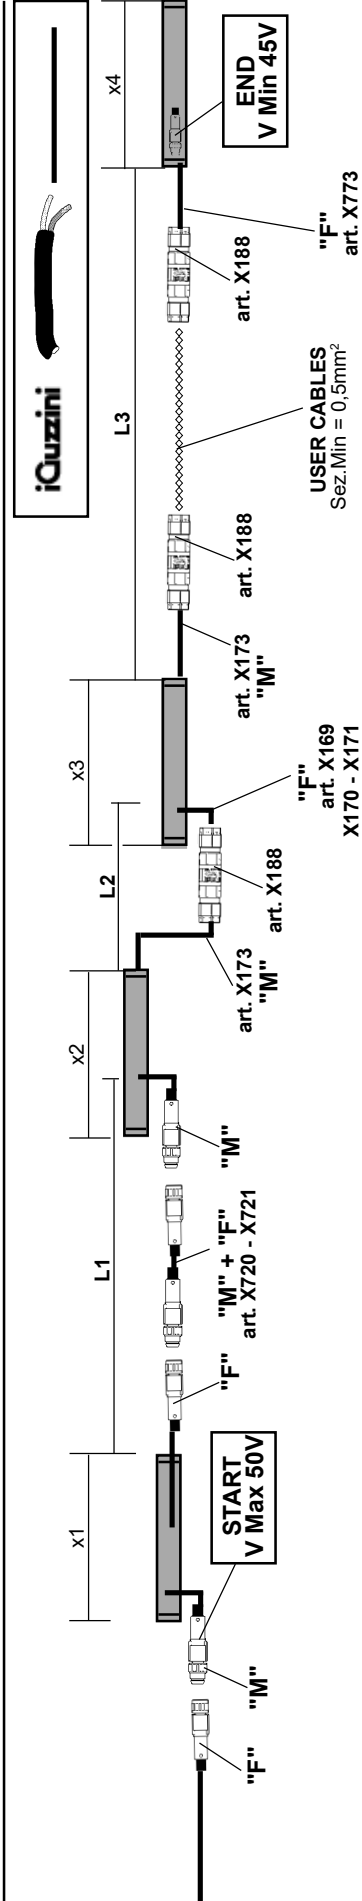 iGuzzini
x1
x2
x3
x4
L1
L2
L3
"F"
"M"
START
V Max 50V
"F"
"M" + "F"
art. X720 - X721
"M"
art. X173
"M"
art. X188
"F"
art. X169
X170 - X171
art. X173
"M"
art. X188
USER CABLES
Sez.Min = 0,5mm²
art. X188
"F"
art. X773
END
V Min 45V